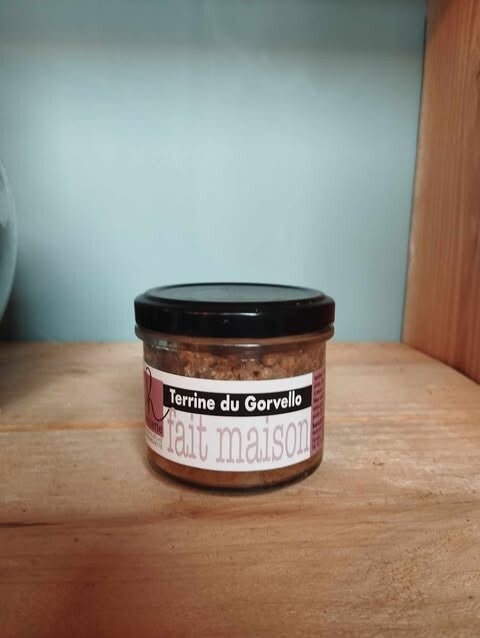 Terrine du Gorvello
fait maison